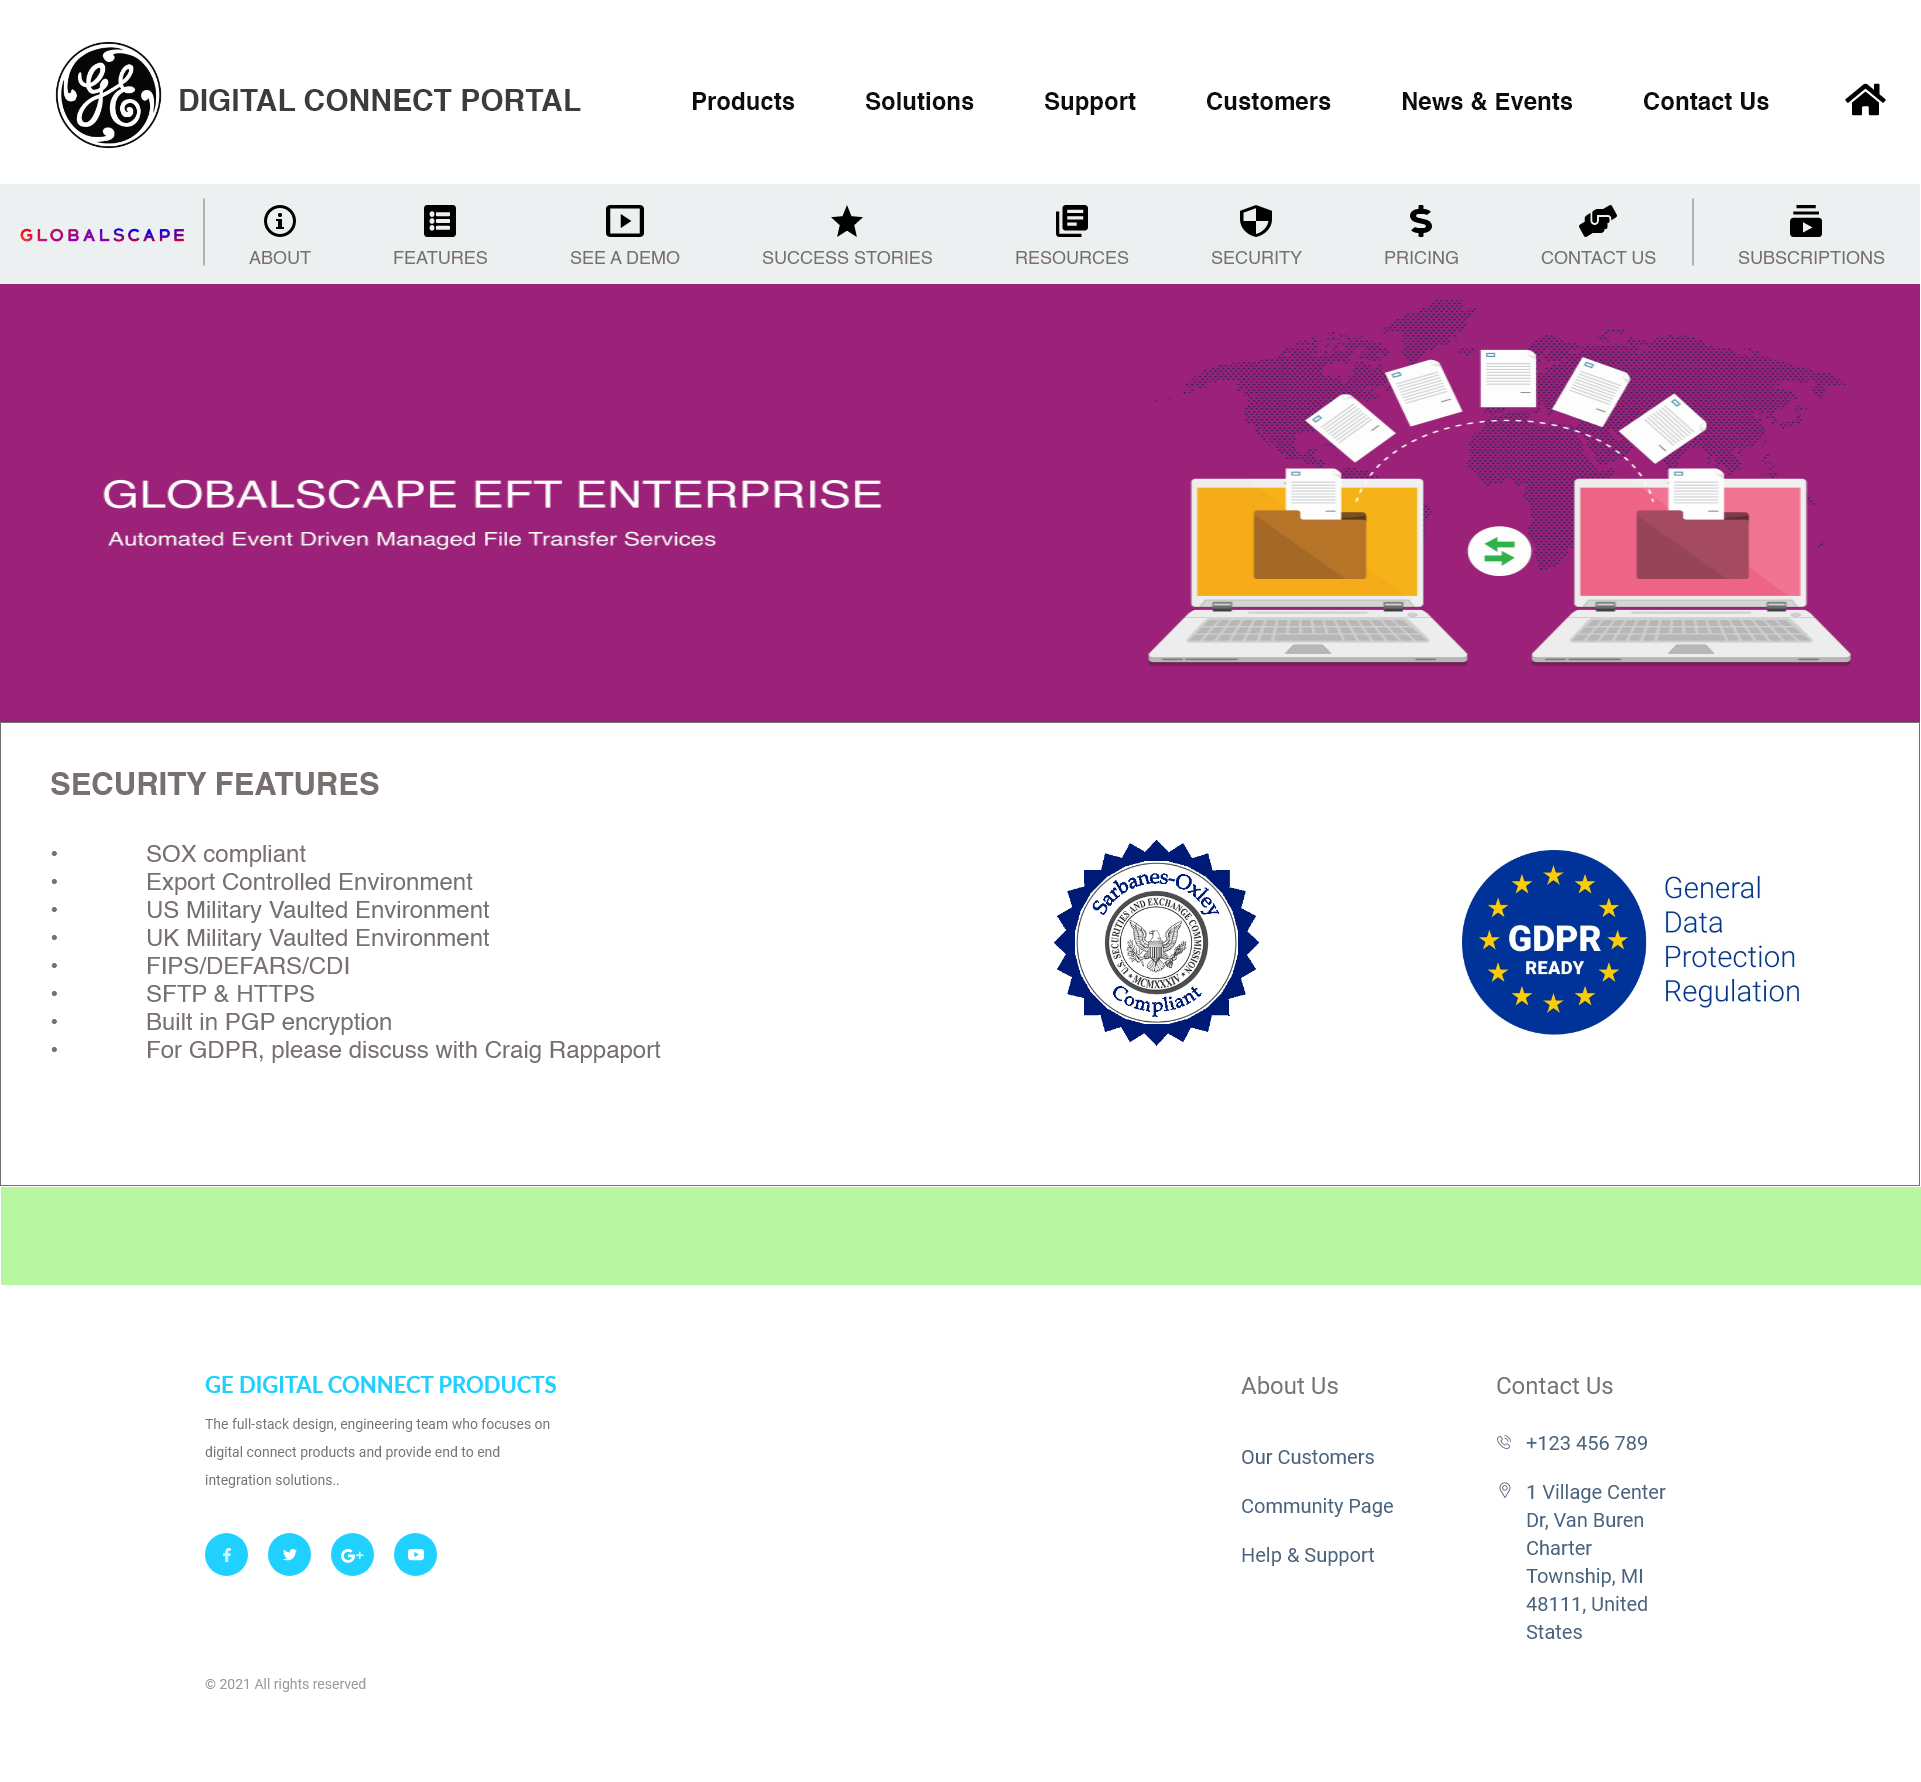 GE
DIGITAL CONNECT PORTAL
Products
Solutions
Support
Customers
News & Events
Contact Us
GLOBALSCAPE
ABOUT
FEATURES
SEE A DEMO
SUCCESS STORIES
RESOURCES
SECURITY
PRICING
CONTACT US
SUBSCRIPTIONS
GLOBALSCAPE EFT ENTERPRISE
Automated Event Driven Managed File Transfer Services
SECURITY FEATURES
• SOX compliant
• Export Controlled Environment
• US Military Vaulted Environment
• UK Military Vaulted Environment
• FIPS/DEFARS/CDI
• SFTP & HTTPS
• Built in PGP encryption
• For GDPR, please discuss with Craig Rappaport
Sarbanes-Oxley
U.S. SECURITIES AND EXCHANGE COMMISSION
MCMXXXIV
Compliant
GDPR
READY
General
Data
Protection
Regulation
GE DIGITAL CONNECT PRODUCTS
The full-stack design, engineering team who focuses on
digital connect products and provide end to end
integration solutions..
© 2021 All rights reserved
About Us
Our Customers
Community Page
Help & Support
Contact Us
+123 456 789
1 Village Center
Dr, Van Buren
Charter
Township, MI
48111, United
States